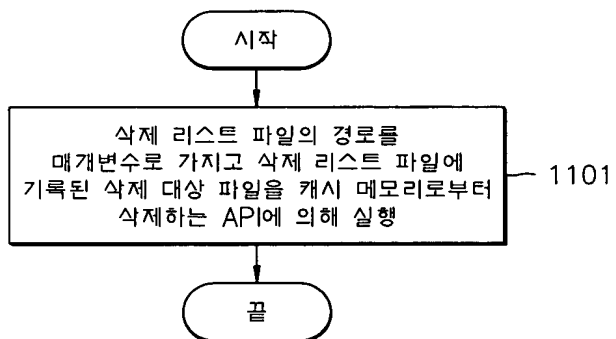 시작
삭제 리스트 파일의 경로를
매개변수로 가지고 삭제 리스트 파일에
기록된 삭제 대상 파일을 캐시 메모리로부터
삭제하는 API에 의해 실행
1101
끝